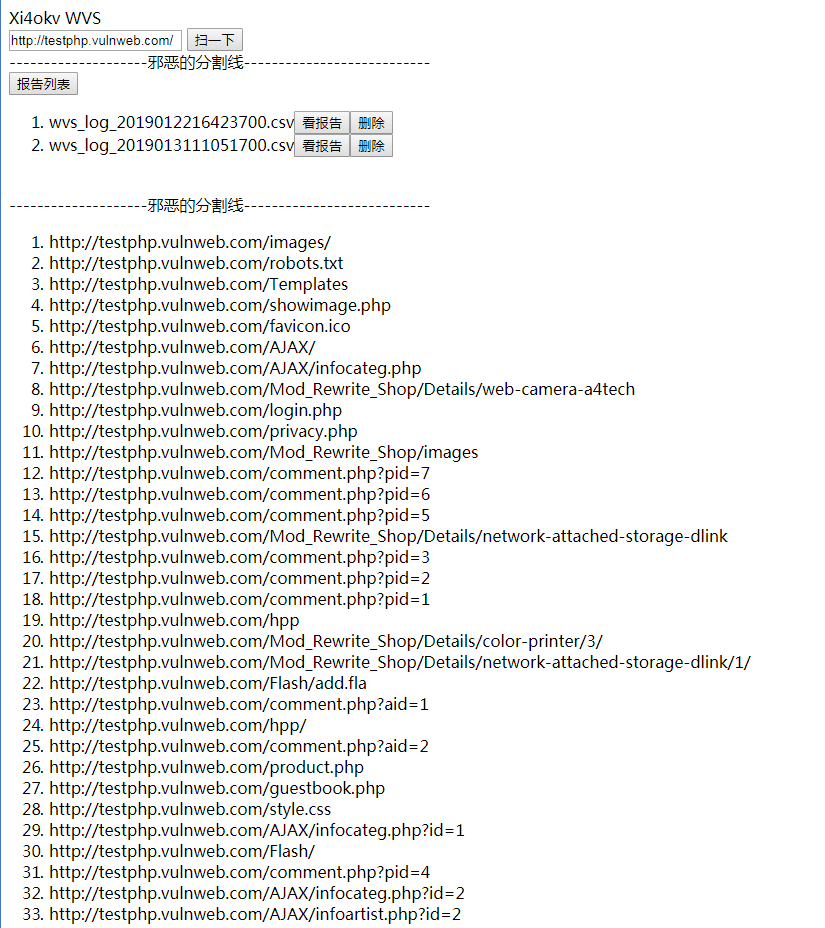 Xi4okv WVS
http://testphp.vulnweb.com/ 扫一下
--------------------邪恶的分割线---------------------------
报告列表
1. wvs_log_2019012216423700.csv看报告 删除
2. wvs_log_2019013111051700.csv看报告 删除
--------------------邪恶的分割线---------------------------
1. http://testphp.vulnweb.com/images/
2. http://testphp.vulnweb.com/robots.txt
3. http://testphp.vulnweb.com/Templates
4. http://testphp.vulnweb.com/showimage.php
5. http://testphp.vulnweb.com/favicon.ico
6. http://testphp.vulnweb.com/AJAX/
7. http://testphp.vulnweb.com/AJAX/infocateg.php
8. http://testphp.vulnweb.com/Mod_Rewrite_Shop/Details/web-camera-a4tech
9. http://testphp.vulnweb.com/login.php
10. http://testphp.vulnweb.com/privacy.php
11. http://testphp.vulnweb.com/Mod_Rewrite_Shop/images
12. http://testphp.vulnweb.com/comment.php?pid=7
13. http://testphp.vulnweb.com/comment.php?pid=6
14. http://testphp.vulnweb.com/comment.php?pid=5
15. http://testphp.vulnweb.com/Mod_Rewrite_Shop/Details/network-attached-storage-dlink
16. http://testphp.vulnweb.com/comment.php?pid=3
17. http://testphp.vulnweb.com/comment.php?pid=2
18. http://testphp.vulnweb.com/comment.php?pid=1
19. http://testphp.vulnweb.com/hpp
20. http://testphp.vulnweb.com/Mod_Rewrite_Shop/Details/color-printer/3/
21. http://testphp.vulnweb.com/Mod_Rewrite_Shop/Details/network-attached-storage-dlink/1/
22. http://testphp.vulnweb.com/Flash/add.fla
23. http://testphp.vulnweb.com/comment.php?aid=1
24. http://testphp.vulnweb.com/hpp/
25. http://testphp.vulnweb.com/comment.php?aid=2
26. http://testphp.vulnweb.com/product.php
27. http://testphp.vulnweb.com/guestbook.php
28. http://testphp.vulnweb.com/style.css
29. http://testphp.vulnweb.com/AJAX/infocateg.php?id=1
30. http://testphp.vulnweb.com/Flash/
31. http://testphp.vulnweb.com/comment.php?pid=4
32. http://testphp.vulnweb.com/AJAX/infocateg.php?id=2
33. http://testphp.vulnweb.com/AJAX/infoartist.php?id=2